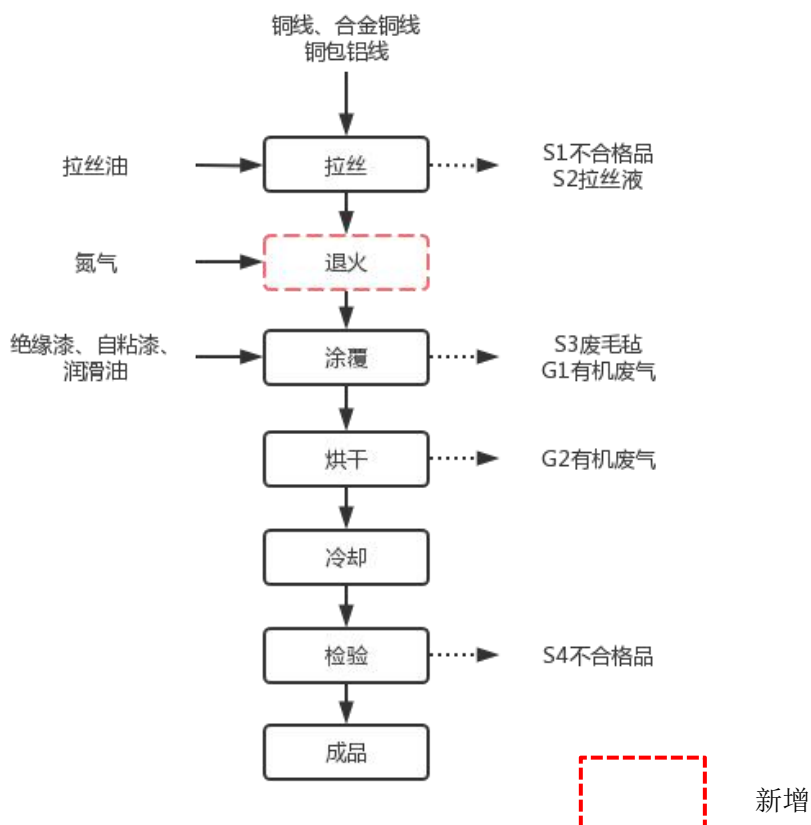 铜线、合金铜线
铜包铝线
拉丝油
拉丝
S1不合格品
S2拉丝液
氮气
退火
绝缘漆、自粘漆、
润滑油
涂覆
S3废毛毡
G1有机废气
烘干
G2有机废气
冷却
检验
S4不合格品
成品
新增